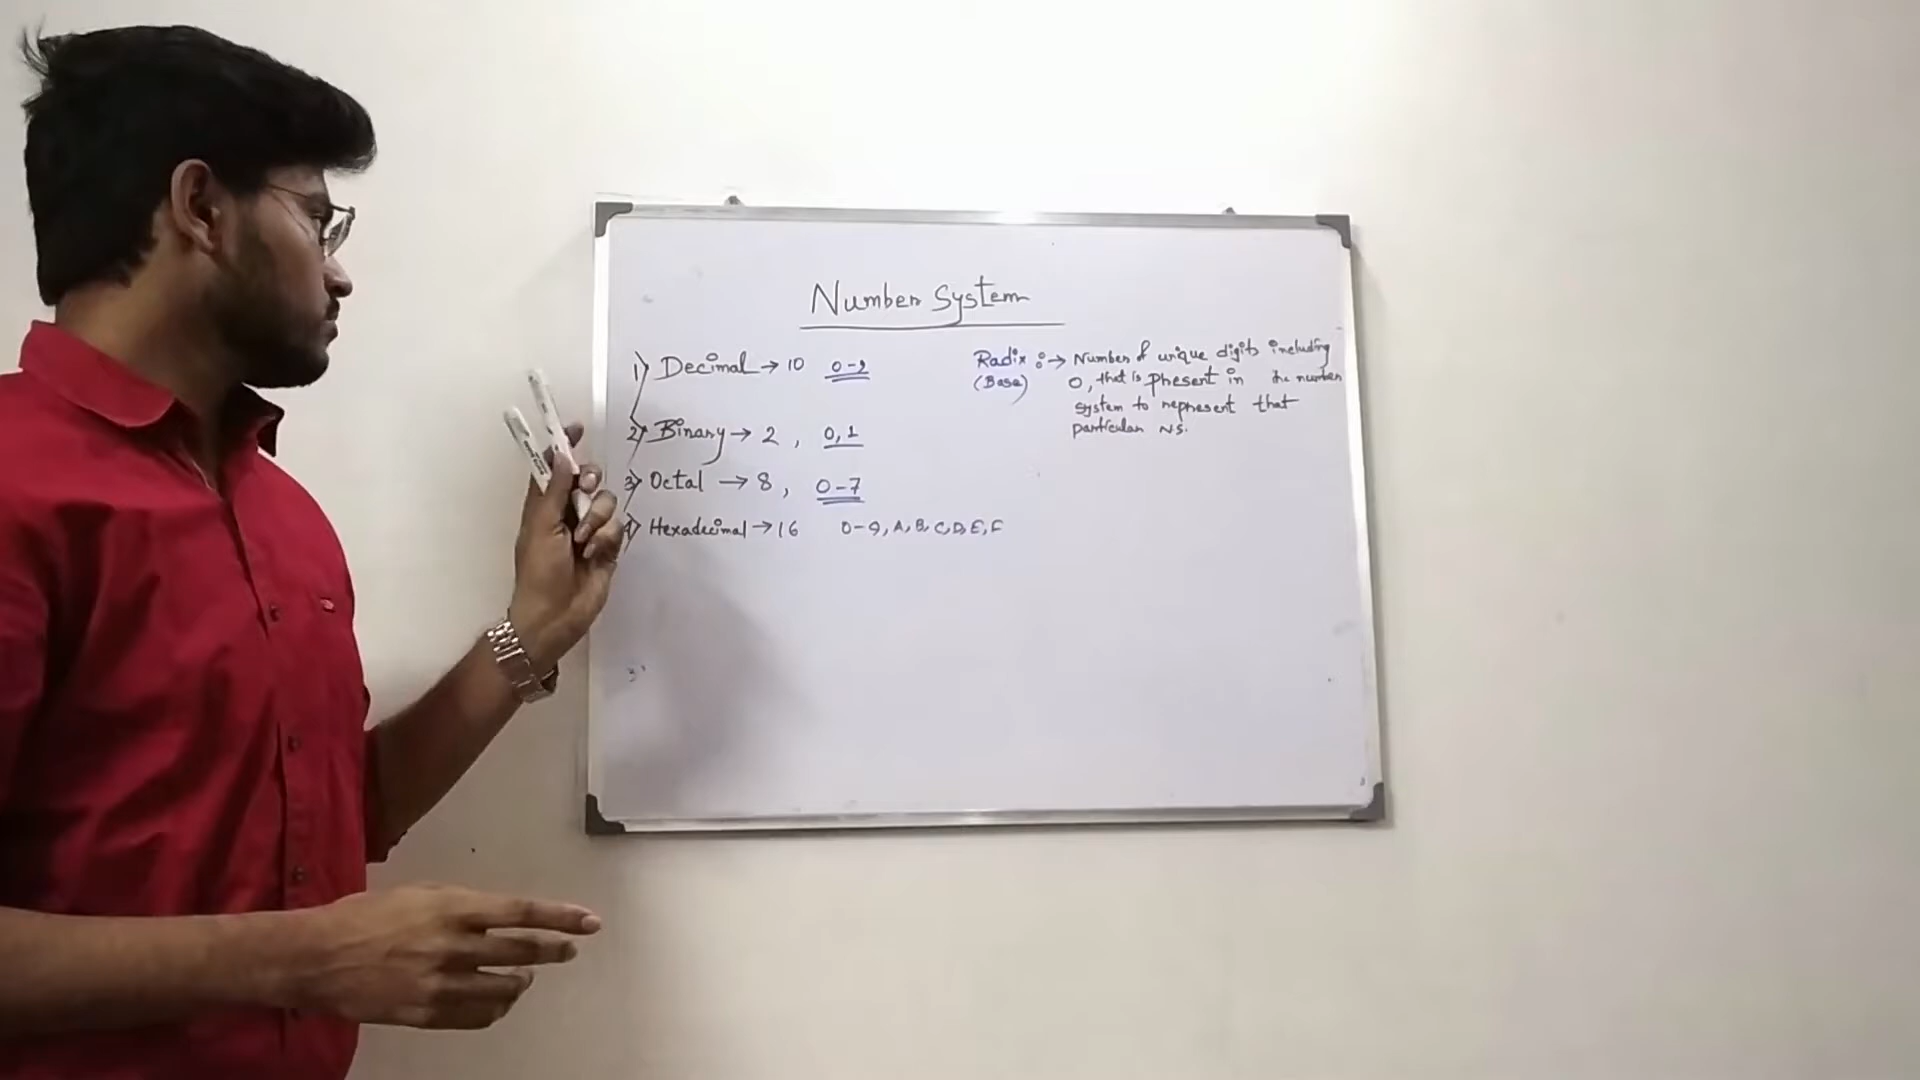 Number System
1) Decimal → 10 0-9
2) Binary → 2, 0,1
3) Octal → 8, 0-7
4) Hexadecimal → 16 0-9, A, B, C, D, E, F
Radix :→ Number of unique digits including
(Base) 0, that is present in the number
system to represent that
particular NS.